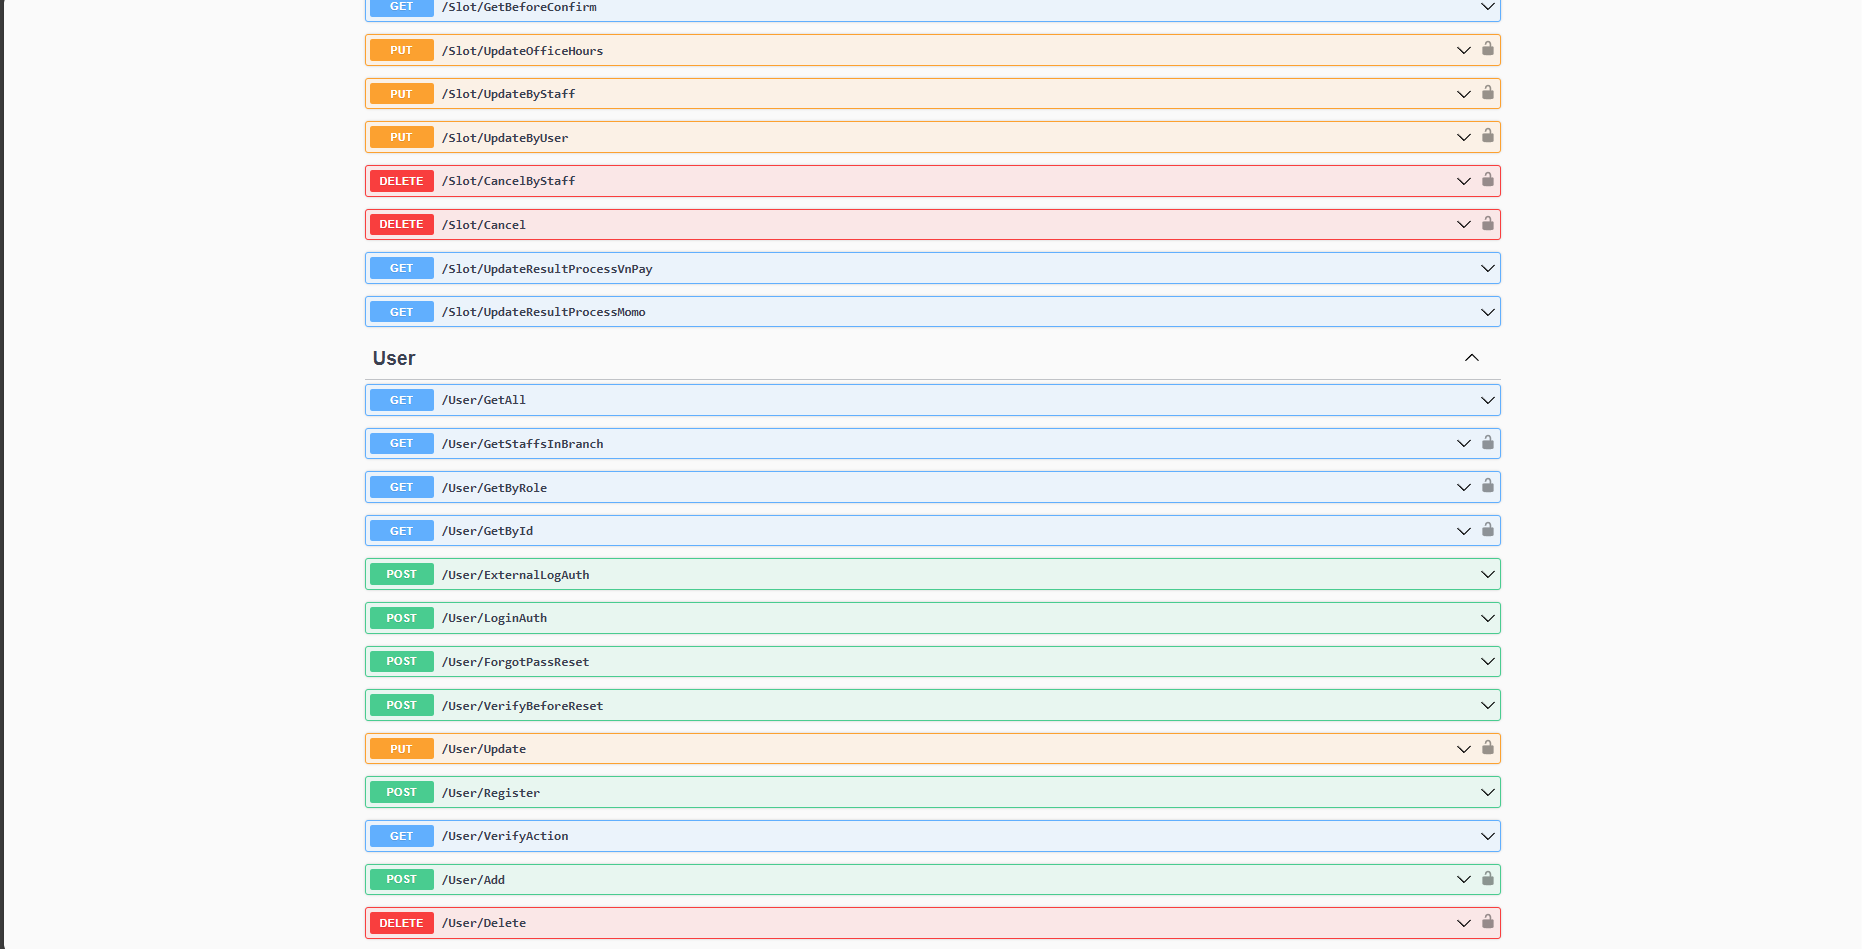 GET /Slot/GetBeforeConfirm
PUT /Slot/UpdateOfficeHours
PUT /Slot/UpdateByStaff
PUT /Slot/UpdateByUser
DELETE /Slot/CancelByStaff
DELETE /Slot/Cancel
GET /Slot/UpdateResultProcessVnPay
GET /Slot/UpdateResultProcessMomo
User
GET /User/GetAll
GET /User/GetStaffsInBranch
GET /User/GetByRole
GET /User/GetById
POST /User/ExternalLogAuth
POST /User/LoginAuth
POST /User/ForgotPassReset
POST /User/VerifyBeforeReset
PUT /User/Update
POST /User/Register
GET /User/VerifyAction
POST /User/Add
DELETE /User/Delete